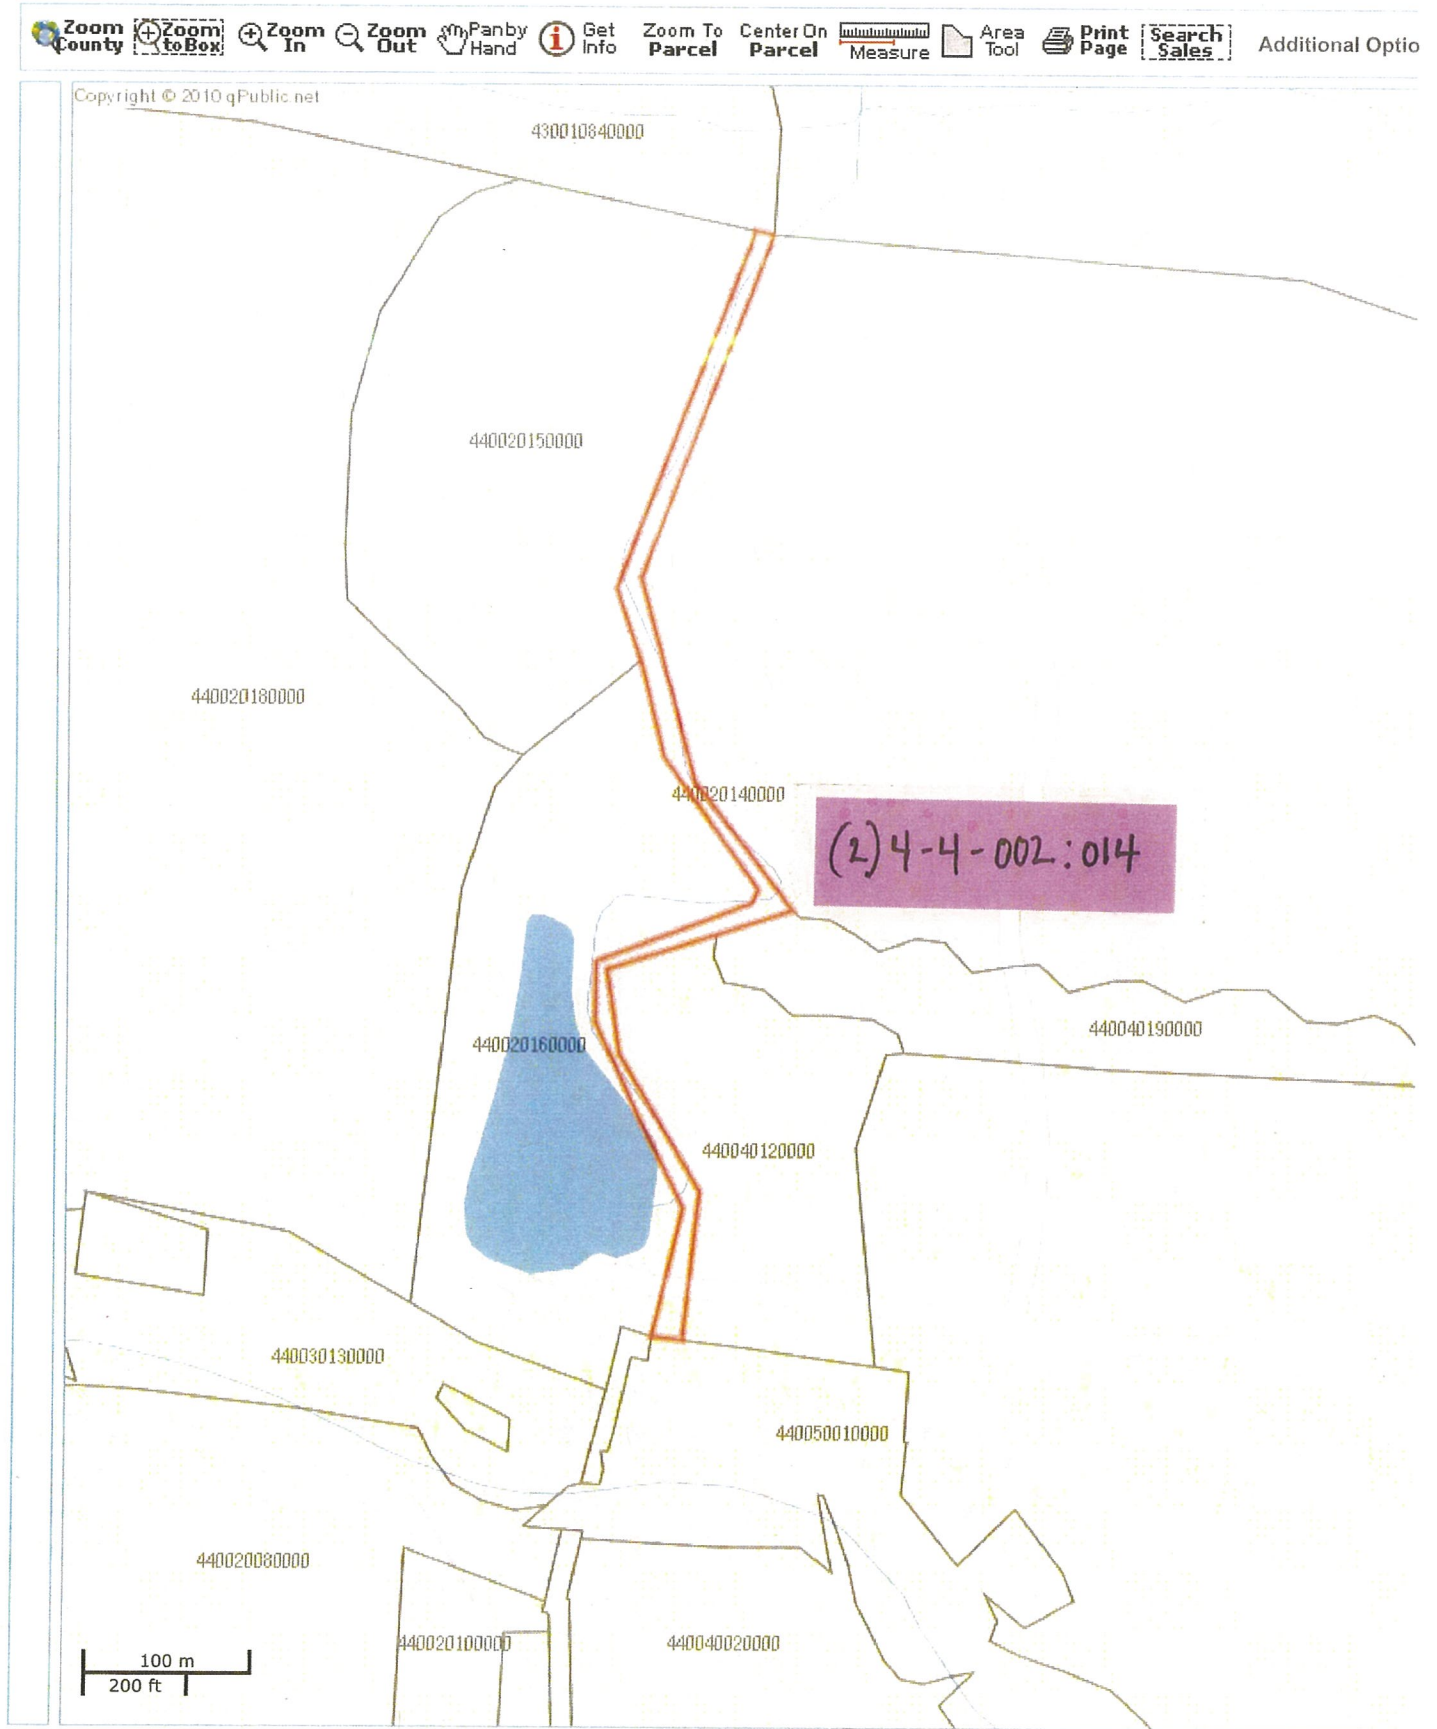 Zoom County
Zoom to Box
Zoom In
Zoom Out
Pan by Hand
Get Info
Zoom To Parcel
Center On Parcel
Measure
Area Tool
Print Page
Search Sales
Additional Optio
Copyright © 2010 qPublic.net
430010840000
440020150000
440020180000
440020140000
(2) 4-4-002:014
440040190000
440020160000
440040120000
440030130000
440050010000
440020080000
440020100000
440040020000
100 m
200 ft